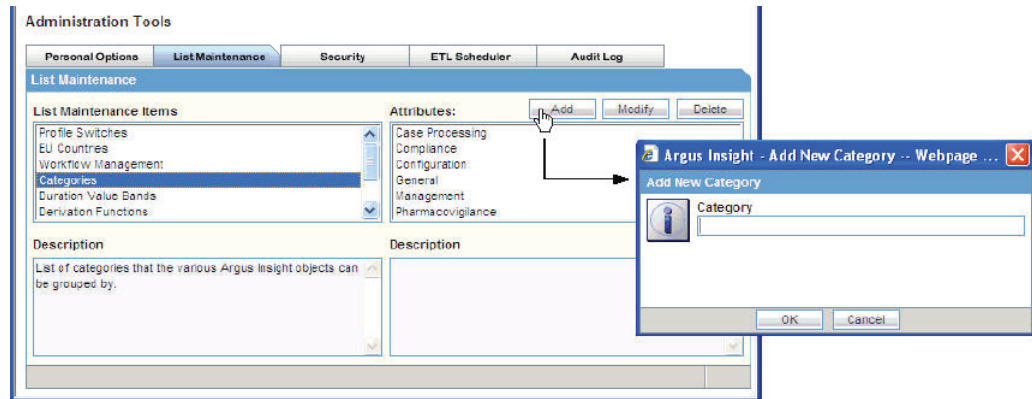 Administration Tools
Personal Options
List Maintenance
Security
ETL Scheduler
Audit Log
List Maintenance
List Maintenance Items
Profile Switches
EU Countries
Workflow Management
Categories
Duration Value Bands
Derivation Functions
Attributes:
Add
Modify
Delete
Case Processing
Compliance
Configuration
General
Management
Pharmacovigilance
Description
List of categories that the various Argus Insight objects can
be grouped by.
Description
Argus Insight - Add New Category -- Webpage ...
Add New Category
Category
OK
Cancel